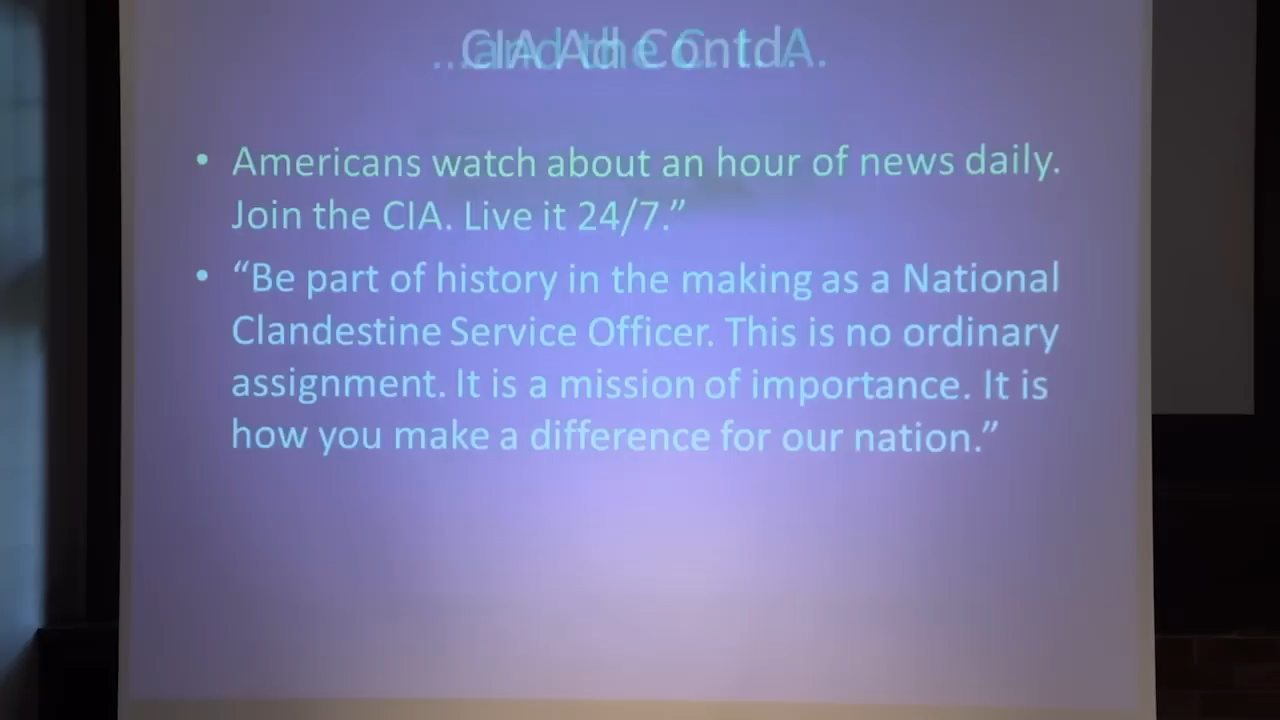 CIA Ad Contd.
...and the C. I. A.
• Americans watch about an hour of news daily.
Join the CIA. Live it 24/7.”
• “Be part of history in the making as a National
Clandestine Service Officer. This is no ordinary
assignment. It is a mission of importance. It is
how you make a difference for our nation.”